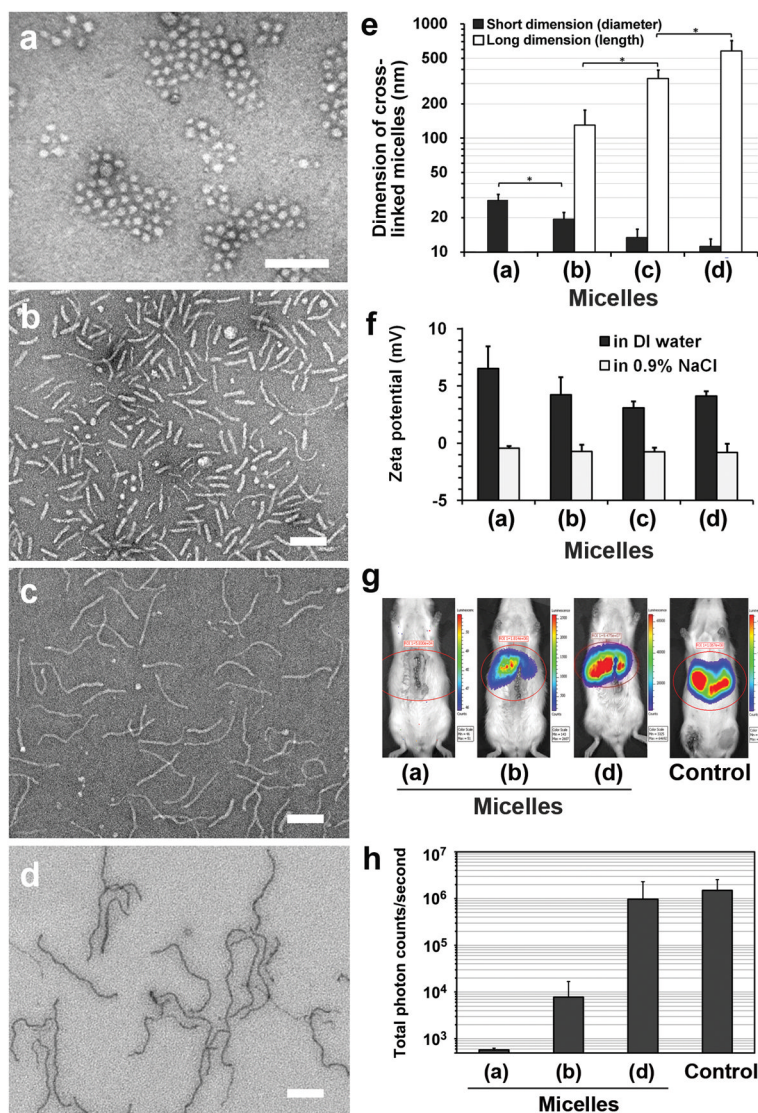 a
b
c
d
e
Short dimension (diameter)
Long dimension (length)
Dimension of cross-
linked micelles (nm)
1000
500
200
100
50
20
10
*
*
*
(a) (b) (c) (d)
Micelles
f
in DI water
in 0.9% NaCl
Zeta potential (mV)
10
5
0
-5
(a) (b) (c) (d)
Micelles
g
(a) (b) (d) Control
Micelles
h
Total photon counts/second
10⁷
10⁶
10⁵
10⁴
10³
(a) (b) (d) Control
Micelles